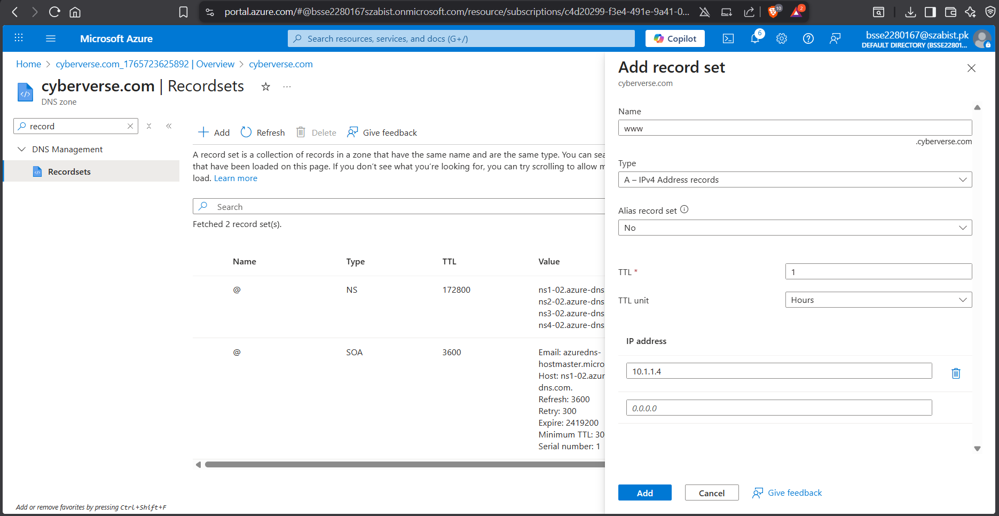 portal.azure.com/#@bsse2280167szabist.onmicrosoft.com/resource/subscriptions/c4d20299-f3e4-491e-9a41-0...
10
2
Microsoft Azure
Search resources, services, and docs (G+/)
Copilot
6
bsse2280167@szabist.pk
DEFAULT DIRECTORY (BSSE22801...
Home > cyberverse.com_1765723625892 | Overview > cyberverse.com
cyberverse.com | Recordsets
DNS zone
record
DNS Management
Recordsets
Add
Refresh
Delete
Give feedback
A record set is a collection of records in a zone that have the same name and are the same type. You can sea
that have been loaded on this page. If you don’t see what you’re looking for, you can try scrolling to allow m
load. Learn more
Search
Fetched 2 record set(s).
Name Type TTL Value
@ NS 172800 ns1-02.azure-dns
ns2-02.azure-dns
ns3-02.azure-dns
ns4-02.azure-dns
@ SOA 3600 Email: azuredns-
hostmaster.micro
Host: ns1-02.azur
dns.com.
Refresh: 3600
Retry: 300
Expire: 2419200
Minimum TTL: 30
Serial number: 1
Add or remove favorites by pressing Ctrl+Shift+F
Add record set
cyberverse.com
Name
www
.cyberverse.com
Type
A – IPv4 Address records
Alias record set
No
TTL *
1
TTL unit
Hours
IP address
10.1.1.4
0.0.0.0
Add
Cancel
Give feedback